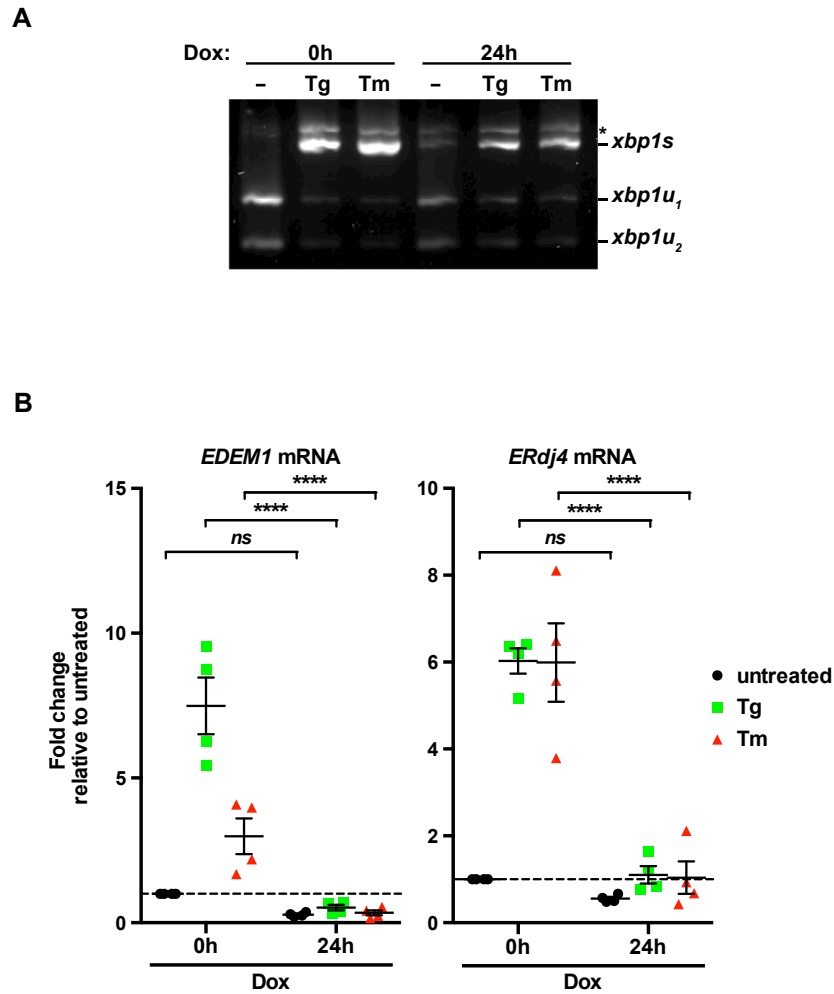 A
Dox: 0h 24h
– Tg Tm – Tg Tm
*
xbp1s
xbp1u1
xbp1u2
B
EDEM1 mRNA
ERdj4 mRNA
Fold change
relative to untreated
15
10
5
0
****
****
ns
0h 24h
Dox
10
8
6
4
2
0
****
****
ns
0h 24h
Dox
untreated
Tg
Tm